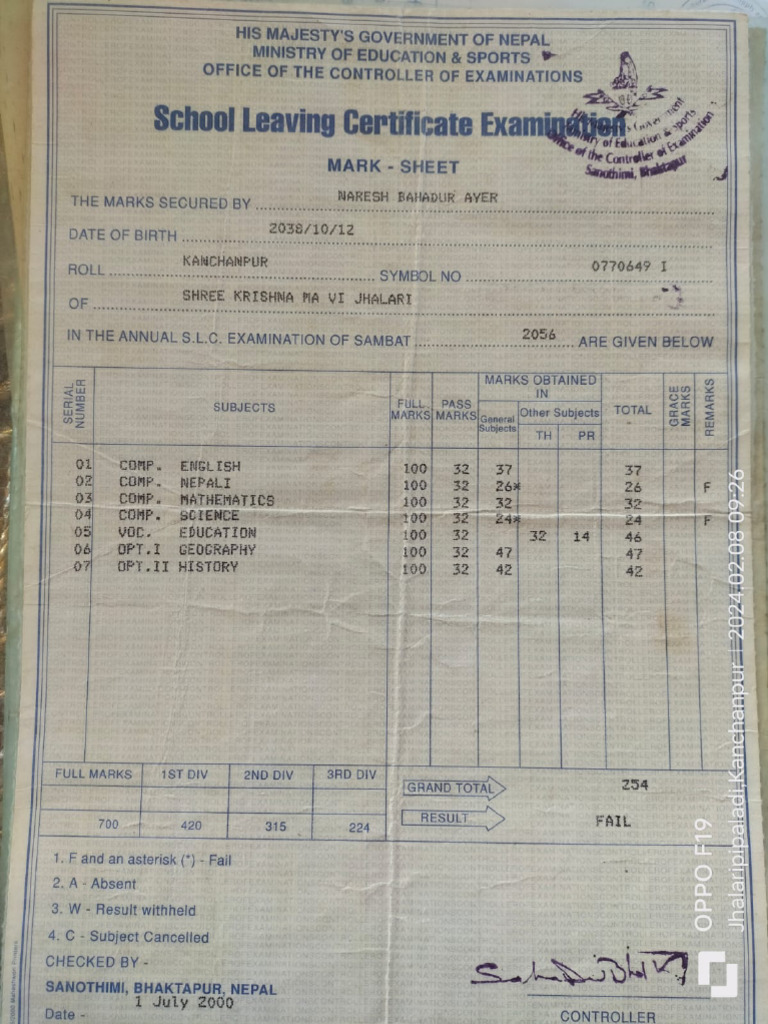 HIS MAJESTY'S GOVERNMENT OF NEPAL
MINISTRY OF EDUCATION & SPORTS
OFFICE OF THE CONTROLLER OF EXAMINATIONS
School Leaving Certificate Examination
Ministry of Education & Sports
Office of the Controller of Examination
Sanothimi, Bhaktapur
MARK - SHEET
THE MARKS SECURED BY NARESH BAHADUR AYER
DATE OF BIRTH 2038/10/12
ROLL KANCHANPUR SYMBOL NO 0770649 I
OF SHREE KRISHNA MA VI JHALARI
IN THE ANNUAL S.L.C. EXAMINATION OF SAMBAT 2056 ARE GIVEN BELOW
SERIAL NUMBER SUBJECTS FULL MARKS PASS MARKS MARKS OBTAINED IN TOTAL GRACE MARKS REMARKS
General Subjects Other Subjects
TH PR
01 COMP. ENGLISH 100 32 37 37
02 COMP. NEPALI 100 32 26* 26 F
03 COMP. MATHEMATICS 100 32 32 32
04 COMP. SCIENCE 100 32 24* 24 F
05 VOC. EDUCATION 100 32 32 14 46
06 OPT.I GEOGRAPHY 100 32 47 47
07 OPT.II HISTORY 100 32 42 42
FULL MARKS 1ST DIV 2ND DIV 3RD DIV
700 420 315 224
GRAND TOTAL 254
RESULT FAIL
1. F and an asterisk (*) - Fail
2. A - Absent
3. W - Result withheld
4. C - Subject Cancelled
CHECKED BY -
SANOTHIMI, BHAKTAPUR, NEPAL
Date - 1 July 2000
CONTROLLER
OPPO F19
Jhalaripipaladi,Kanchanpur | 2024.02.08 09:26